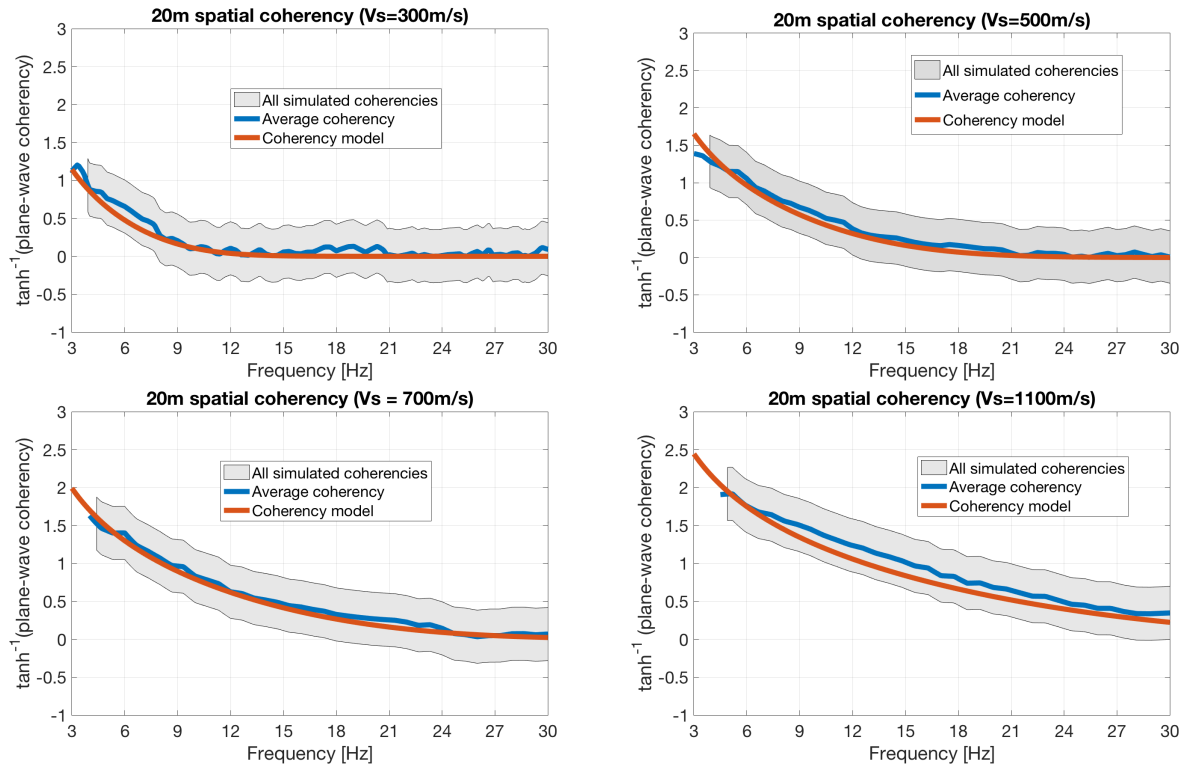 20m spatial coherency (Vs=300m/s)
3
2.5
2
1.5
1
0.5
0
-0.5
-1
tanh⁻¹(plane-wave coherency)
All simulated coherencies
Average coherency
Coherency model
3 6 9 12 15 18 21 24 27 30
Frequency [Hz]
20m spatial coherency (Vs=500m/s)
3
2.5
2
1.5
1
0.5
0
-0.5
-1
tanh⁻¹(plane-wave coherency)
All simulated coherencies
Average coherency
Coherency model
3 6 9 12 15 18 21 24 27 30
Frequency [Hz]
20m spatial coherency (Vs = 700m/s)
3
2.5
2
1.5
1
0.5
0
-0.5
-1
tanh⁻¹(plane-wave coherency)
All simulated coherencies
Average coherency
Coherency model
3 6 9 12 15 18 21 24 27 30
Frequency [Hz]
20m spatial coherency (Vs=1100m/s)
3
2.5
2
1.5
1
0.5
0
-0.5
-1
tanh⁻¹ (plane-wave coherency)
All simulated coherencies
Average coherency
Coherency model
3 6 9 12 15 18 21 24 27 30
Frequency [Hz]